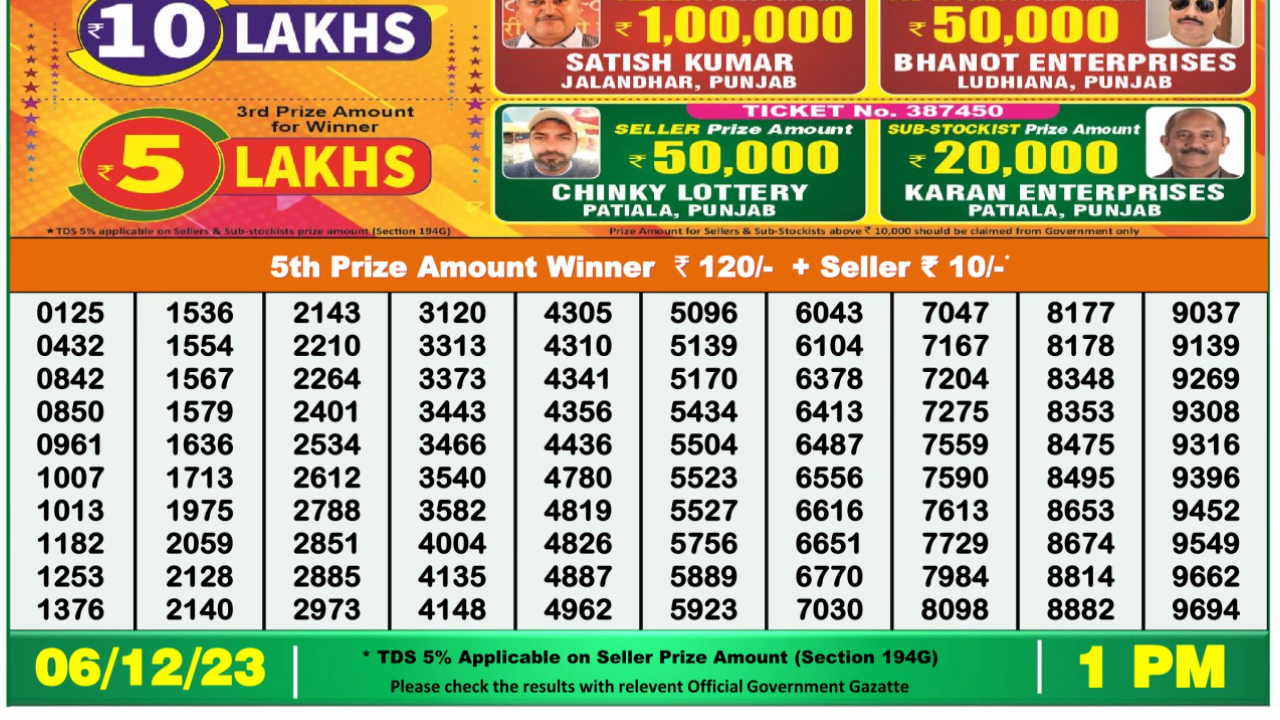 ₹10 LAKHS
₹ 1,00,000
SATISH KUMAR
JALANDHAR, PUNJAB
₹ 50,000
BHANOT ENTERPRISES
LUDHIANA, PUNJAB
3rd Prize Amount
for Winner
₹5 LAKHS
TICKET No. 387450
SELLER Prize Amount
₹ 50,000
CHINKY LOTTERY
PATIALA, PUNJAB
SUB-STOCKIST Prize Amount
₹ 20,000
KARAN ENTERPRISES
PATIALA, PUNJAB
★TDS 5% applicable on Sellers & Sub-stockists prize amount (Section 194G)
Prize Amount for Sellers & Sub-Stockists above ₹ 10,000 should be claimed from Government only
5th Prize Amount Winner ₹ 120/- + Seller ₹ 10/-*
0125 1536 2143 3120 4305 5096 6043 7047 8177 9037
0432 1554 2210 3313 4310 5139 6104 7167 8178 9139
0842 1567 2264 3373 4341 5170 6378 7204 8348 9269
0850 1579 2401 3443 4356 5434 6413 7275 8353 9308
0961 1636 2534 3466 4436 5504 6487 7559 8475 9316
1007 1713 2612 3540 4780 5523 6556 7590 8495 9396
1013 1975 2788 3582 4819 5527 6616 7613 8653 9452
1182 2059 2851 4004 4826 5756 6651 7729 8674 9549
1253 2128 2885 4135 4887 5889 6770 7984 8814 9662
1376 2140 2973 4148 4962 5923 7030 8098 8882 9694
06/12/23
* TDS 5% Applicable on Seller Prize Amount (Section 194G)
Please check the results with relevent Official Government Gazatte
1 PM